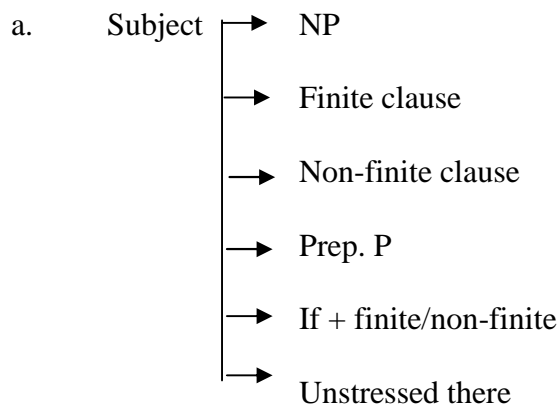 a. Subject NP
Finite clause
Non-finite clause
Prep. P
If + finite/non-finite
Unstressed there